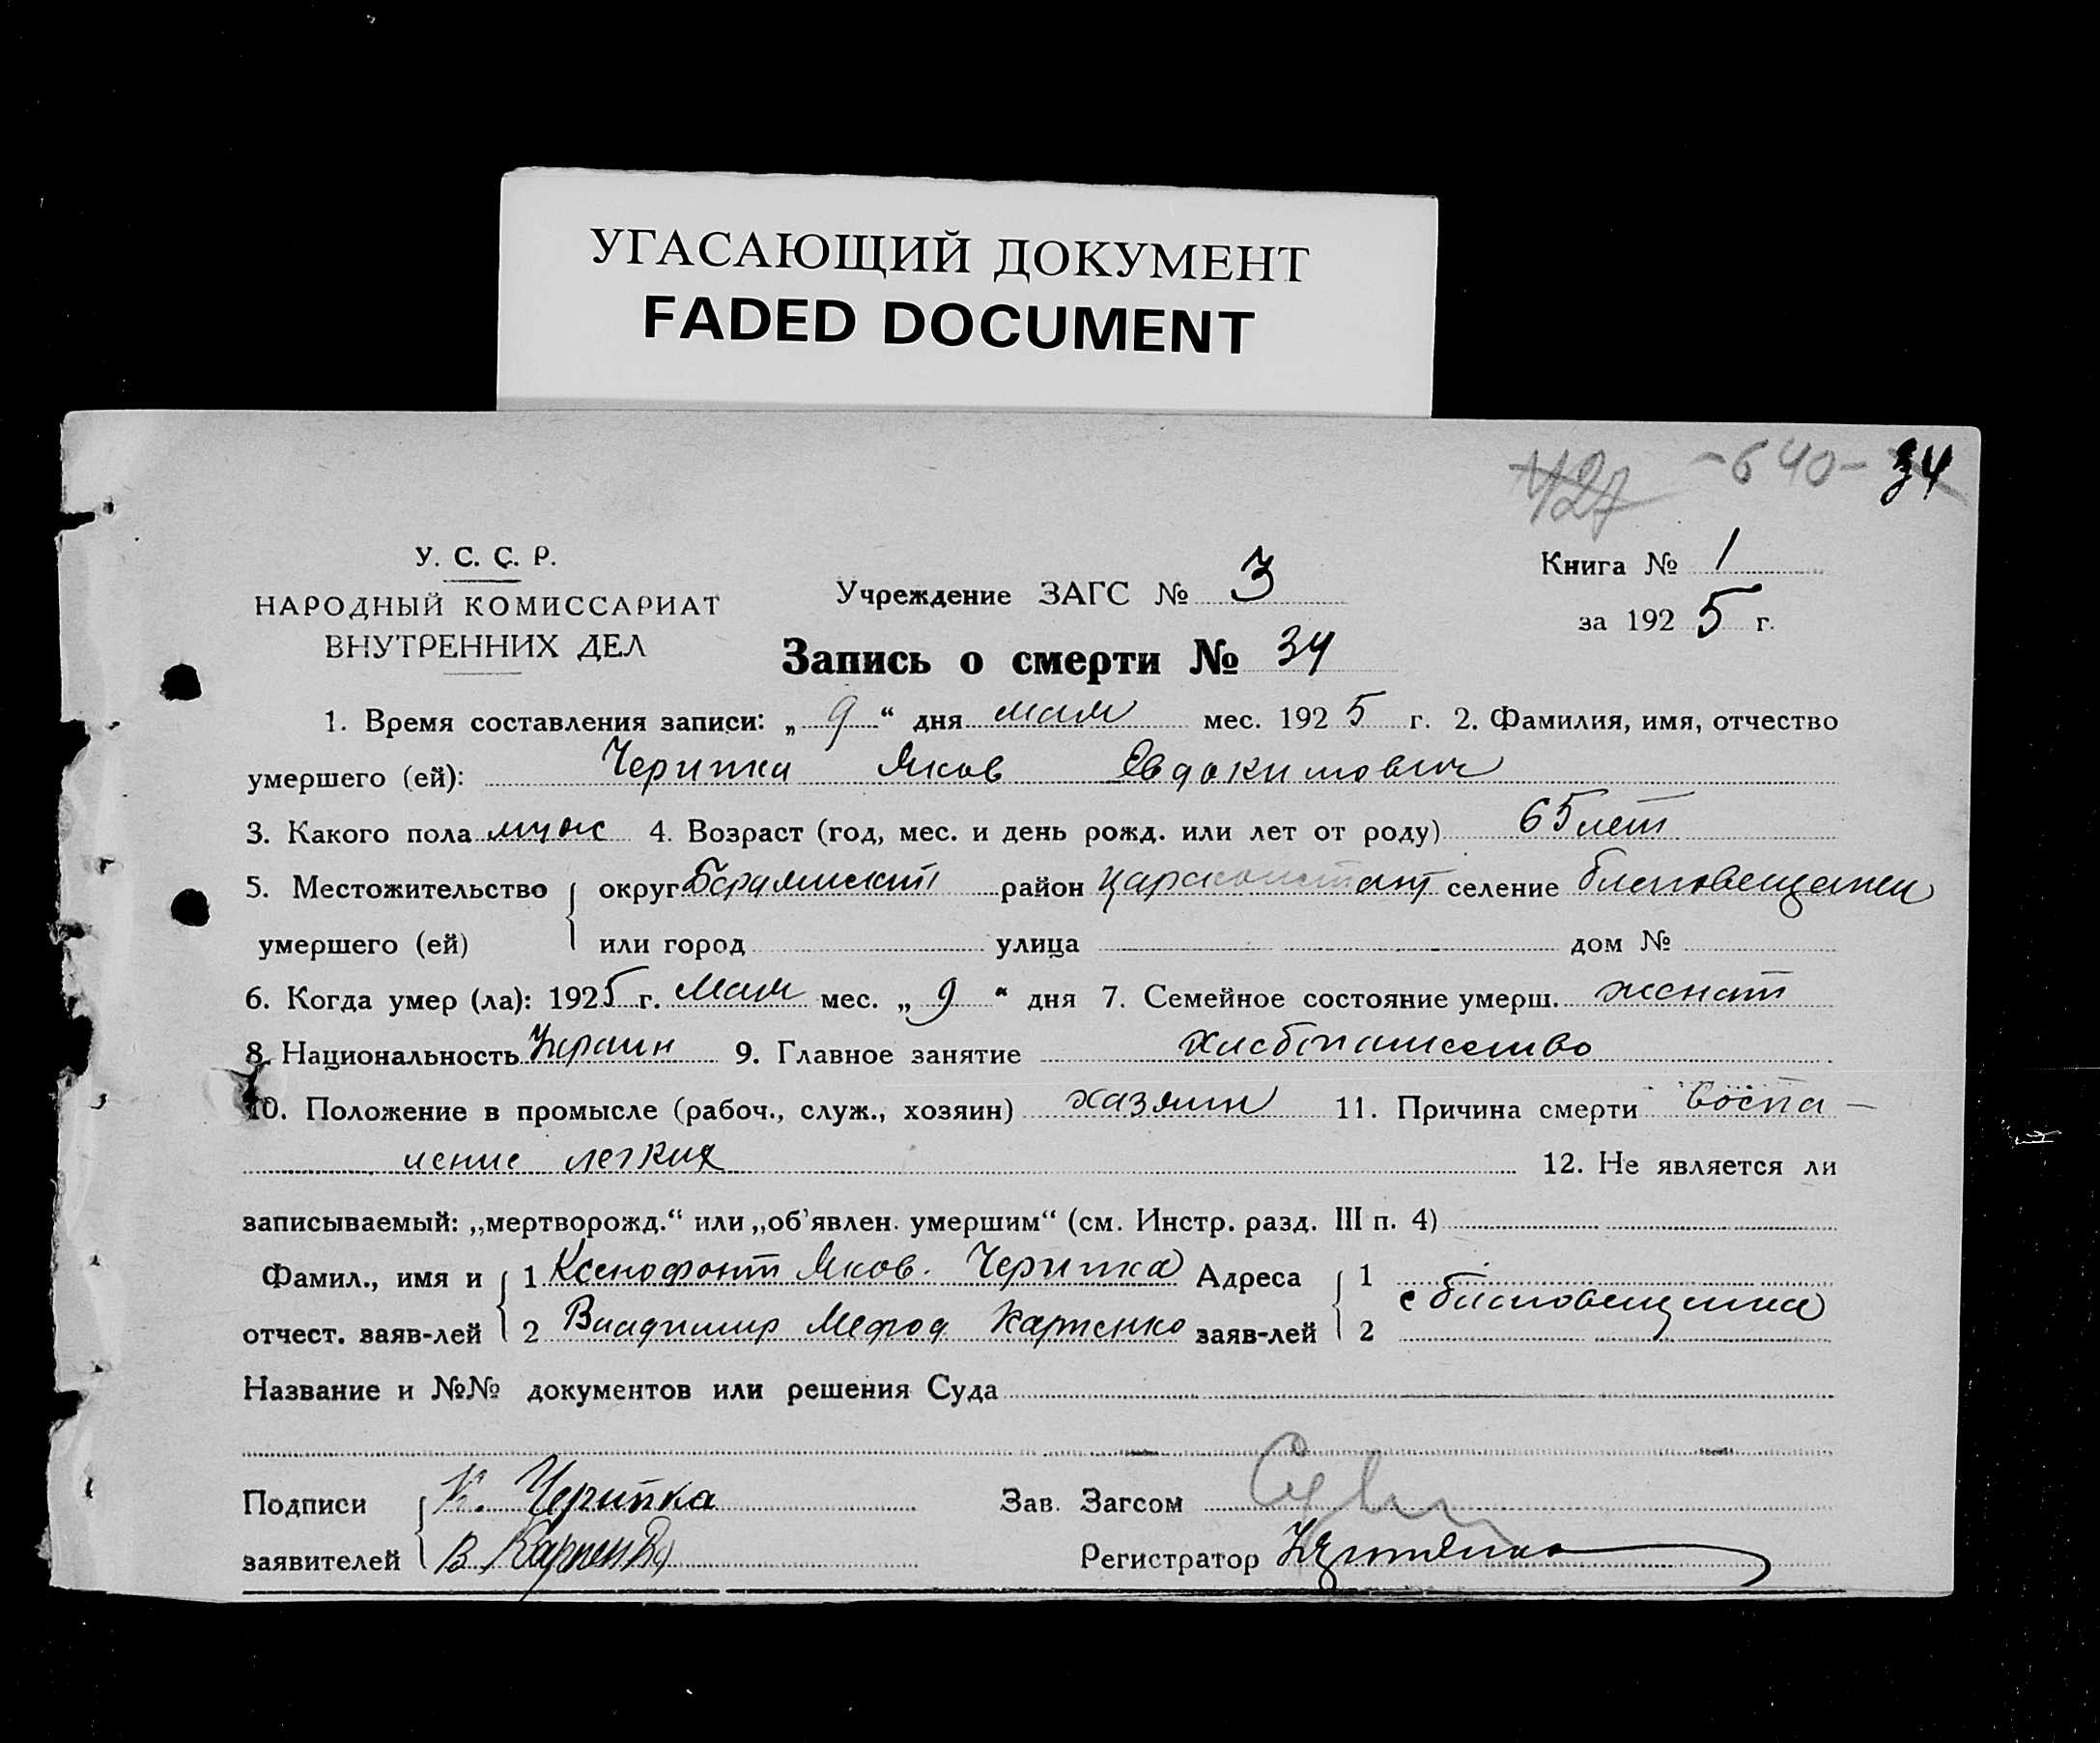 УГАСАЮЩИЙ ДОКУМЕНТ
FADED DOCUMENT
427 -640- 34
У. С. С. Р.
НАРОДНЫЙ КОМИССАРИАТ
ВНУТРЕННИХ ДЕЛ
Учреждение ЗАГС № 3
Книга № 1
за 1925 г.
Запись о смерти № 34
1. Время составления записи: „9“ дня мая мес. 1925 г. 2. Фамилия, имя, отчество
умершего (ей): Черипка Яков Евдокимович
3. Какого пола муж 4. Возраст (год, мес. и день рожд. или лет от роду) 65 лет
5. Местожительство округ район Цараконстант селение
умершего (ей) или город улица дом №
6. Когда умер (ла): 1925 г. Мая мес. „9“ дня 7. Семейное состояние умерш. женат
8. Национальность Украин 9. Главное занятие хлебопашество
10. Положение в промысле (рабоч., служ., хозяин) хазяин 11. Причина смерти Воспа-
ление легких 12. Не является ли
записываемый: „мертворожд.“ или „об'явлен. умершим“ (см. Инстр. разд. III п. 4)
Фамил., имя и 1 Ксенофонт Яков. Черипка Адреса 1
отчест. заяв-лей 2 Владимир Мефод Карпенко заяв-лей 2
Название и №№ документов или решения Суда
Подписи К. Черипка Зав. Загсом
заявителей В. Карпенко Регистратор